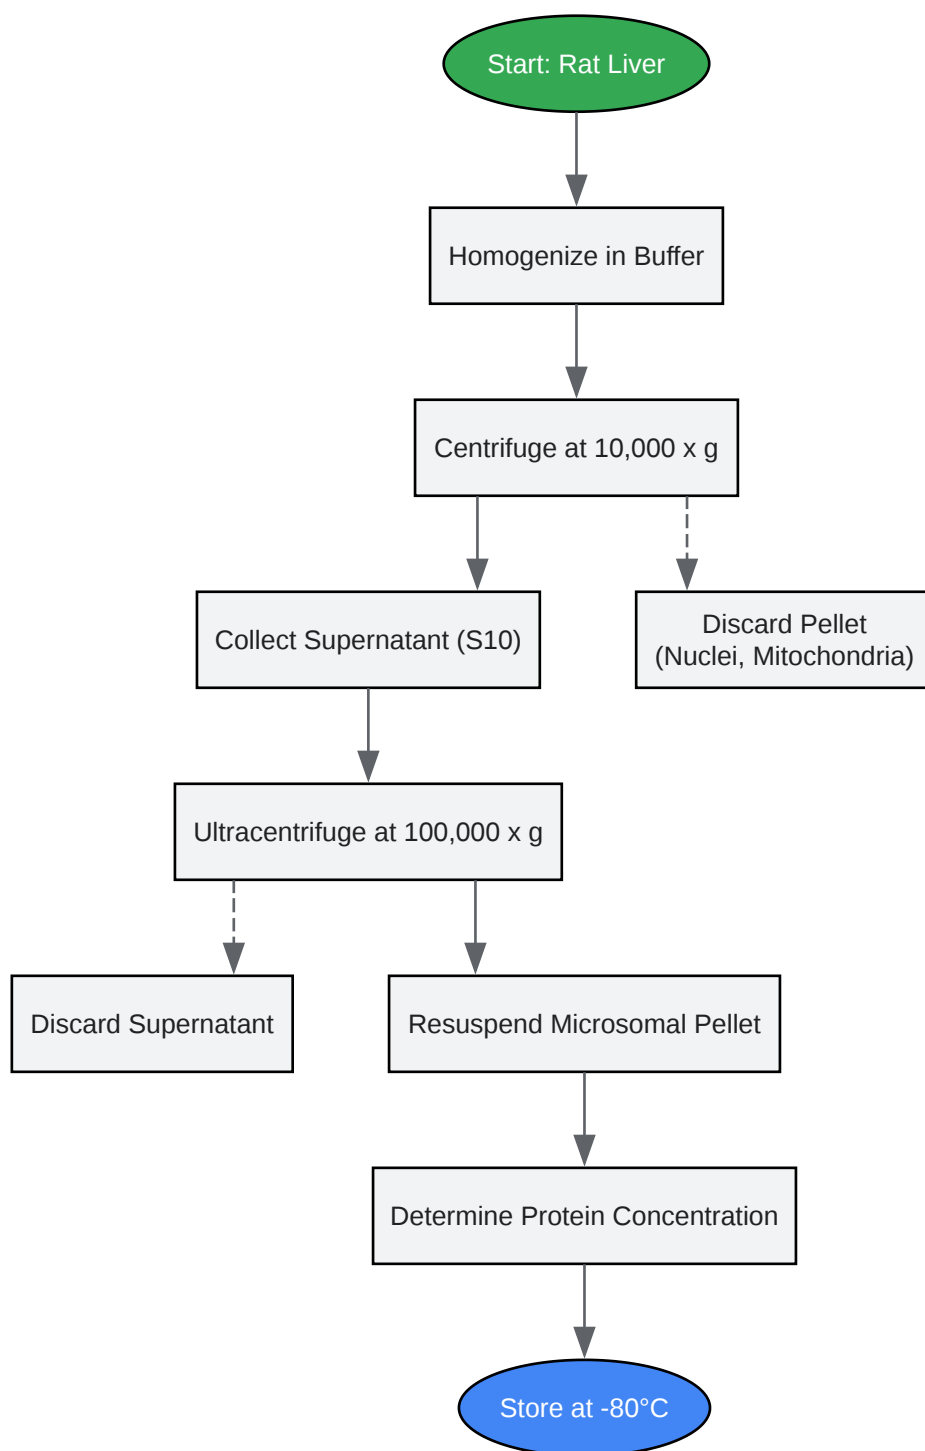 Start: Rat Liver
Homogenize in Buffer
Centrifuge at 10,000 x g
Collect Supernatant (S10)
Discard Pellet
(Nuclei, Mitochondria)
Ultracentrifuge at 100,000 x g
Discard Supernatant
Resuspend Microsomal Pellet
Determine Protein Concentration
Store at -80°C